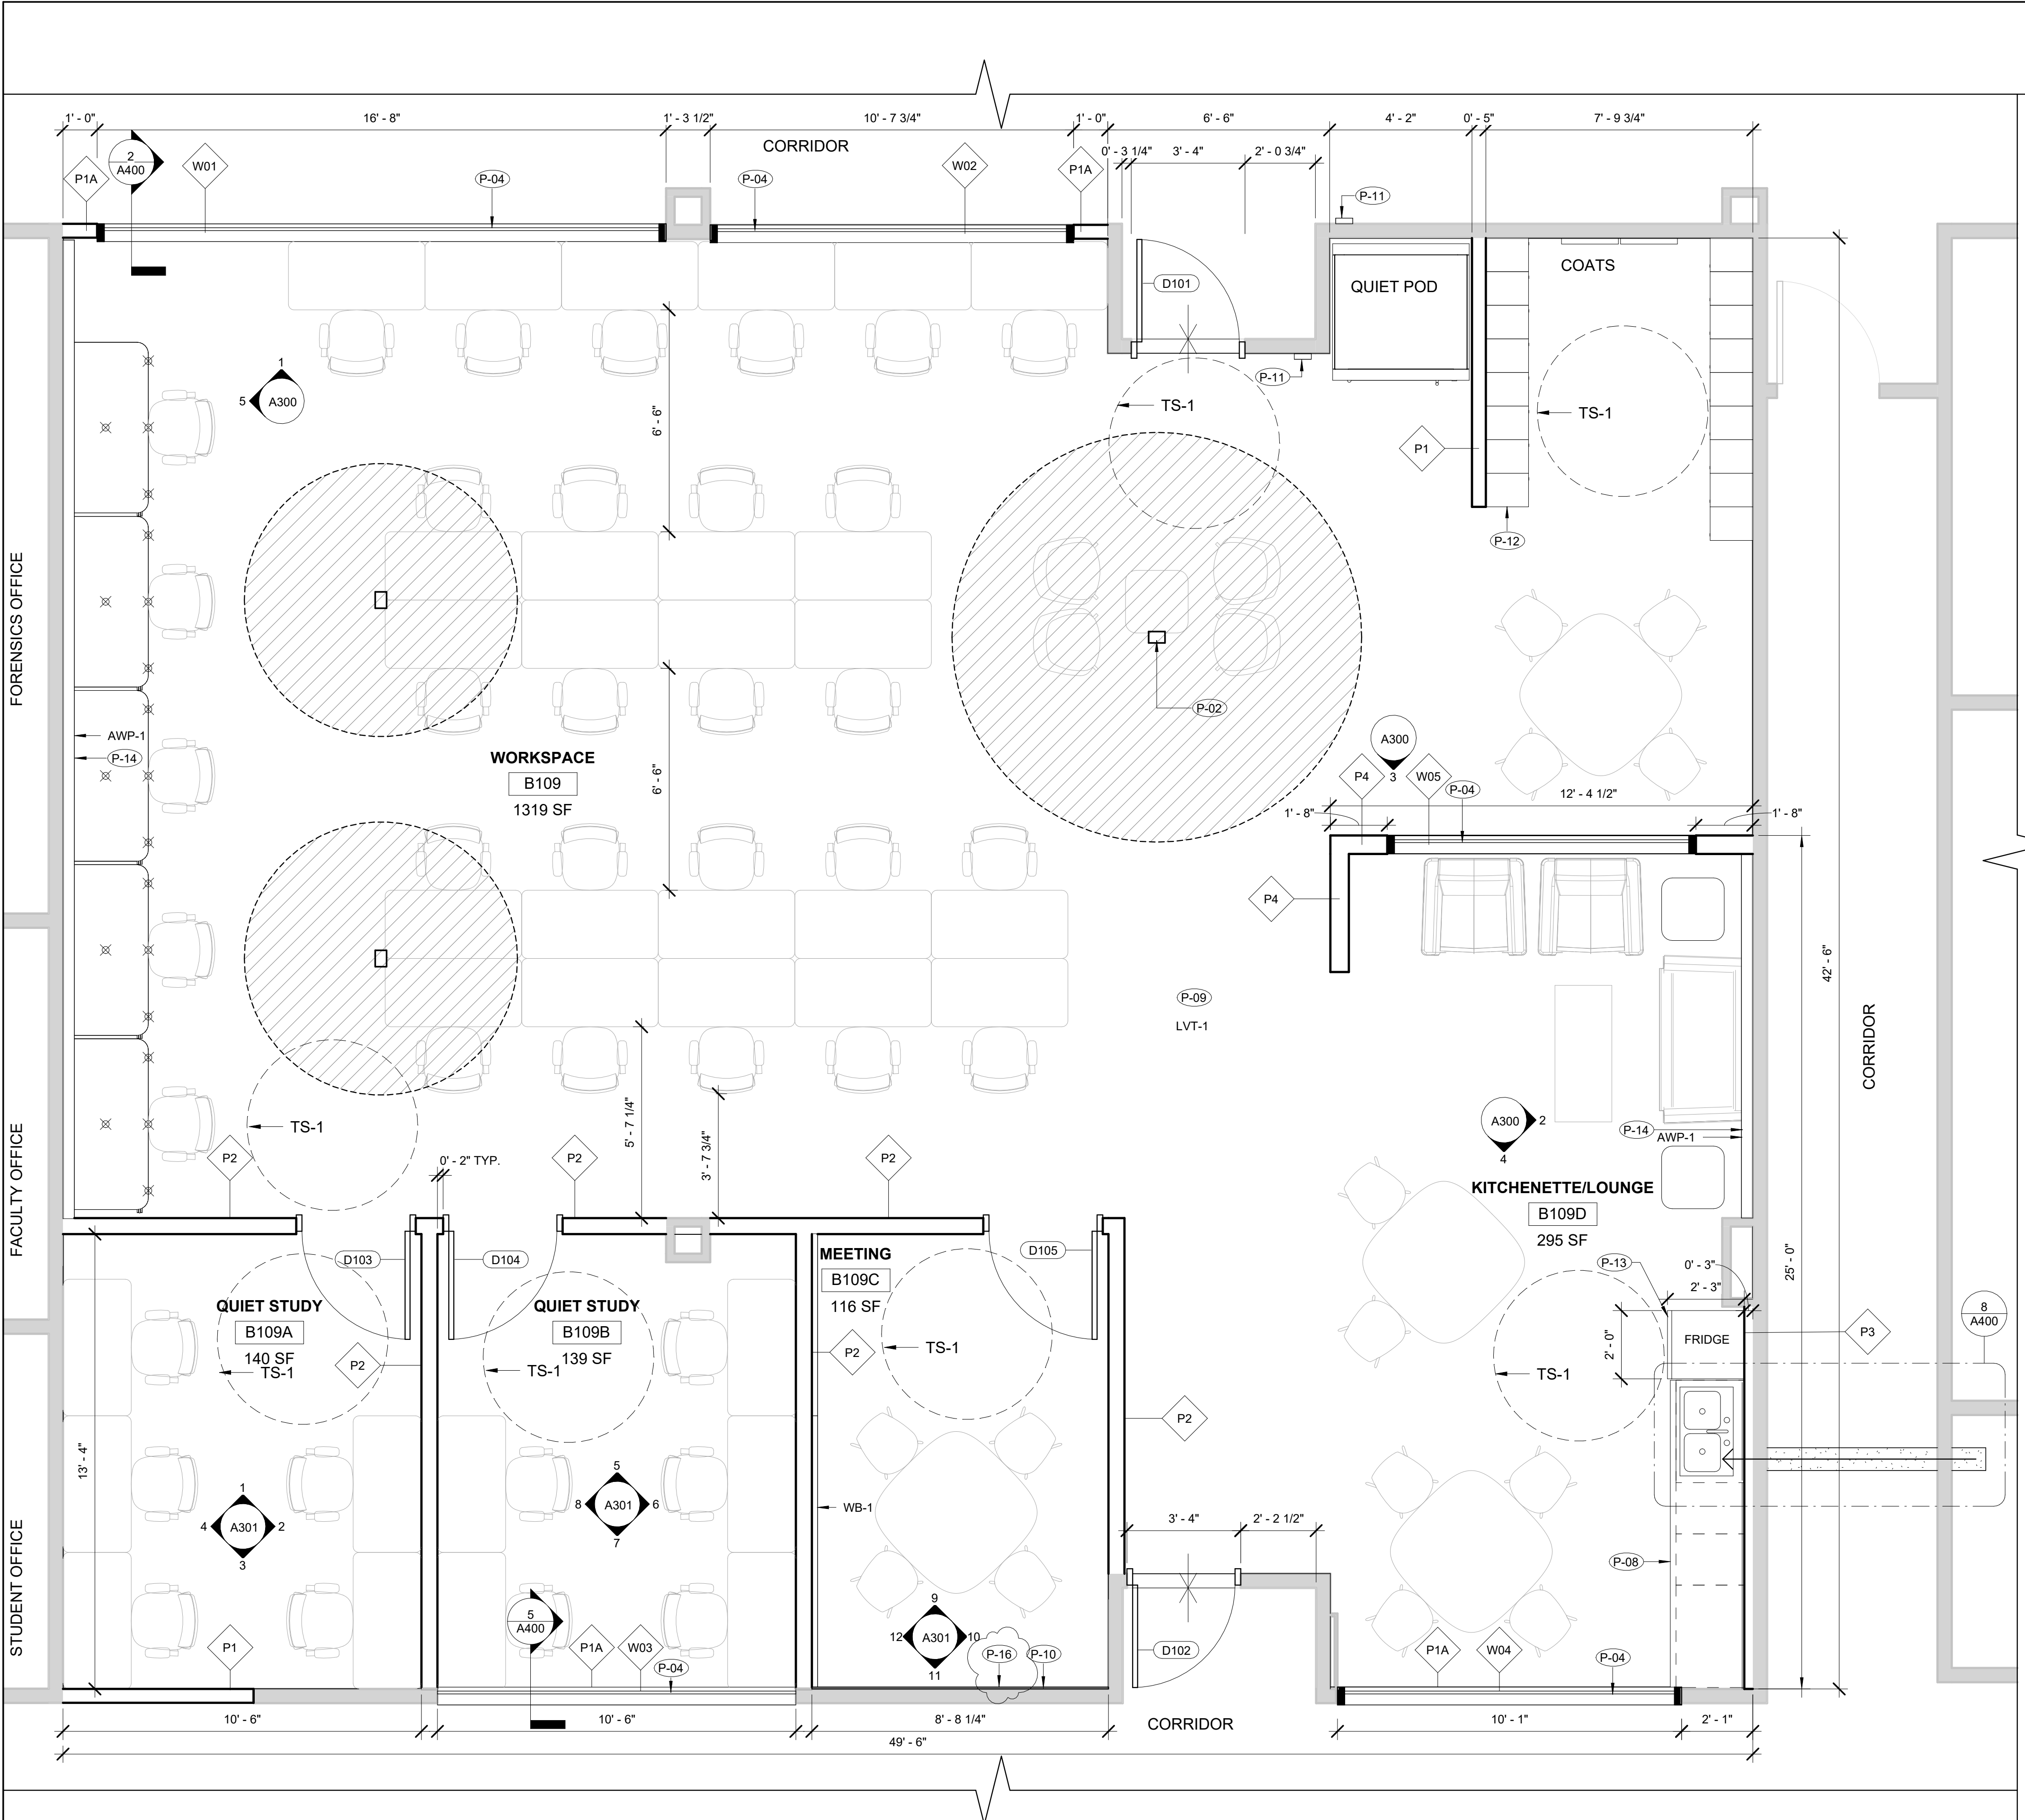 1' - 0"
16' - 8"
1' - 3 1/2"
10' - 7 3/4"
1' - 0"
6' - 6"
4' - 2"
0' - 5"
7' - 9 3/4"
CORRIDOR
0' - 3 1/4"
3' - 4"
2' - 0 3/4"
2
A400
P1A
W01
P-04
P-04
W02
P1A
P-11
D101
QUIET POD
COATS
P-11
TS-1
TS-1
1
5
A300
6' - 6"
P1
P-12
FORENSICS OFFICE
P-02
AWP-1
P-14
WORKSPACE
B109
1319 SF
6' - 6"
A300
3
P4
W05
P-04
12' - 4 1/2"
1' - 8"
1' - 8"
P4
42' - 6"
P-09
LVT-1
CORRIDOR
FACULTY OFFICE
TS-1
P2
0' - 2" TYP.
P2
5' - 7 1/4"
3' - 7 3/4"
P2
A300
2
4
P-14
AWP-1
KITCHENETTE/LOUNGE
B109D
295 SF
D103
D104
MEETING
B109C
116 SF
D105
P-13
0' - 3"
2' - 3"
25' - 0"
8
A400
QUIET STUDY
B109A
140 SF
TS-1
P2
QUIET STUDY
B109B
139 SF
TS-1
P2
TS-1
2' - 0"
FRIDGE
P3
TS-1
P2
13' - 4"
1
4
A301
2
3
5
8
A301
6
7
WB-1
3' - 4"
2' - 2 1/2"
P-08
STUDENT OFFICE
5
A400
P1
P1A
W03
P-04
9
12
A301
10
11
P-16
P-10
D102
P1A
W04
P-04
10' - 6"
10' - 6"
8' - 8 1/4"
CORRIDOR
10' - 1"
2' - 1"
49' - 6"